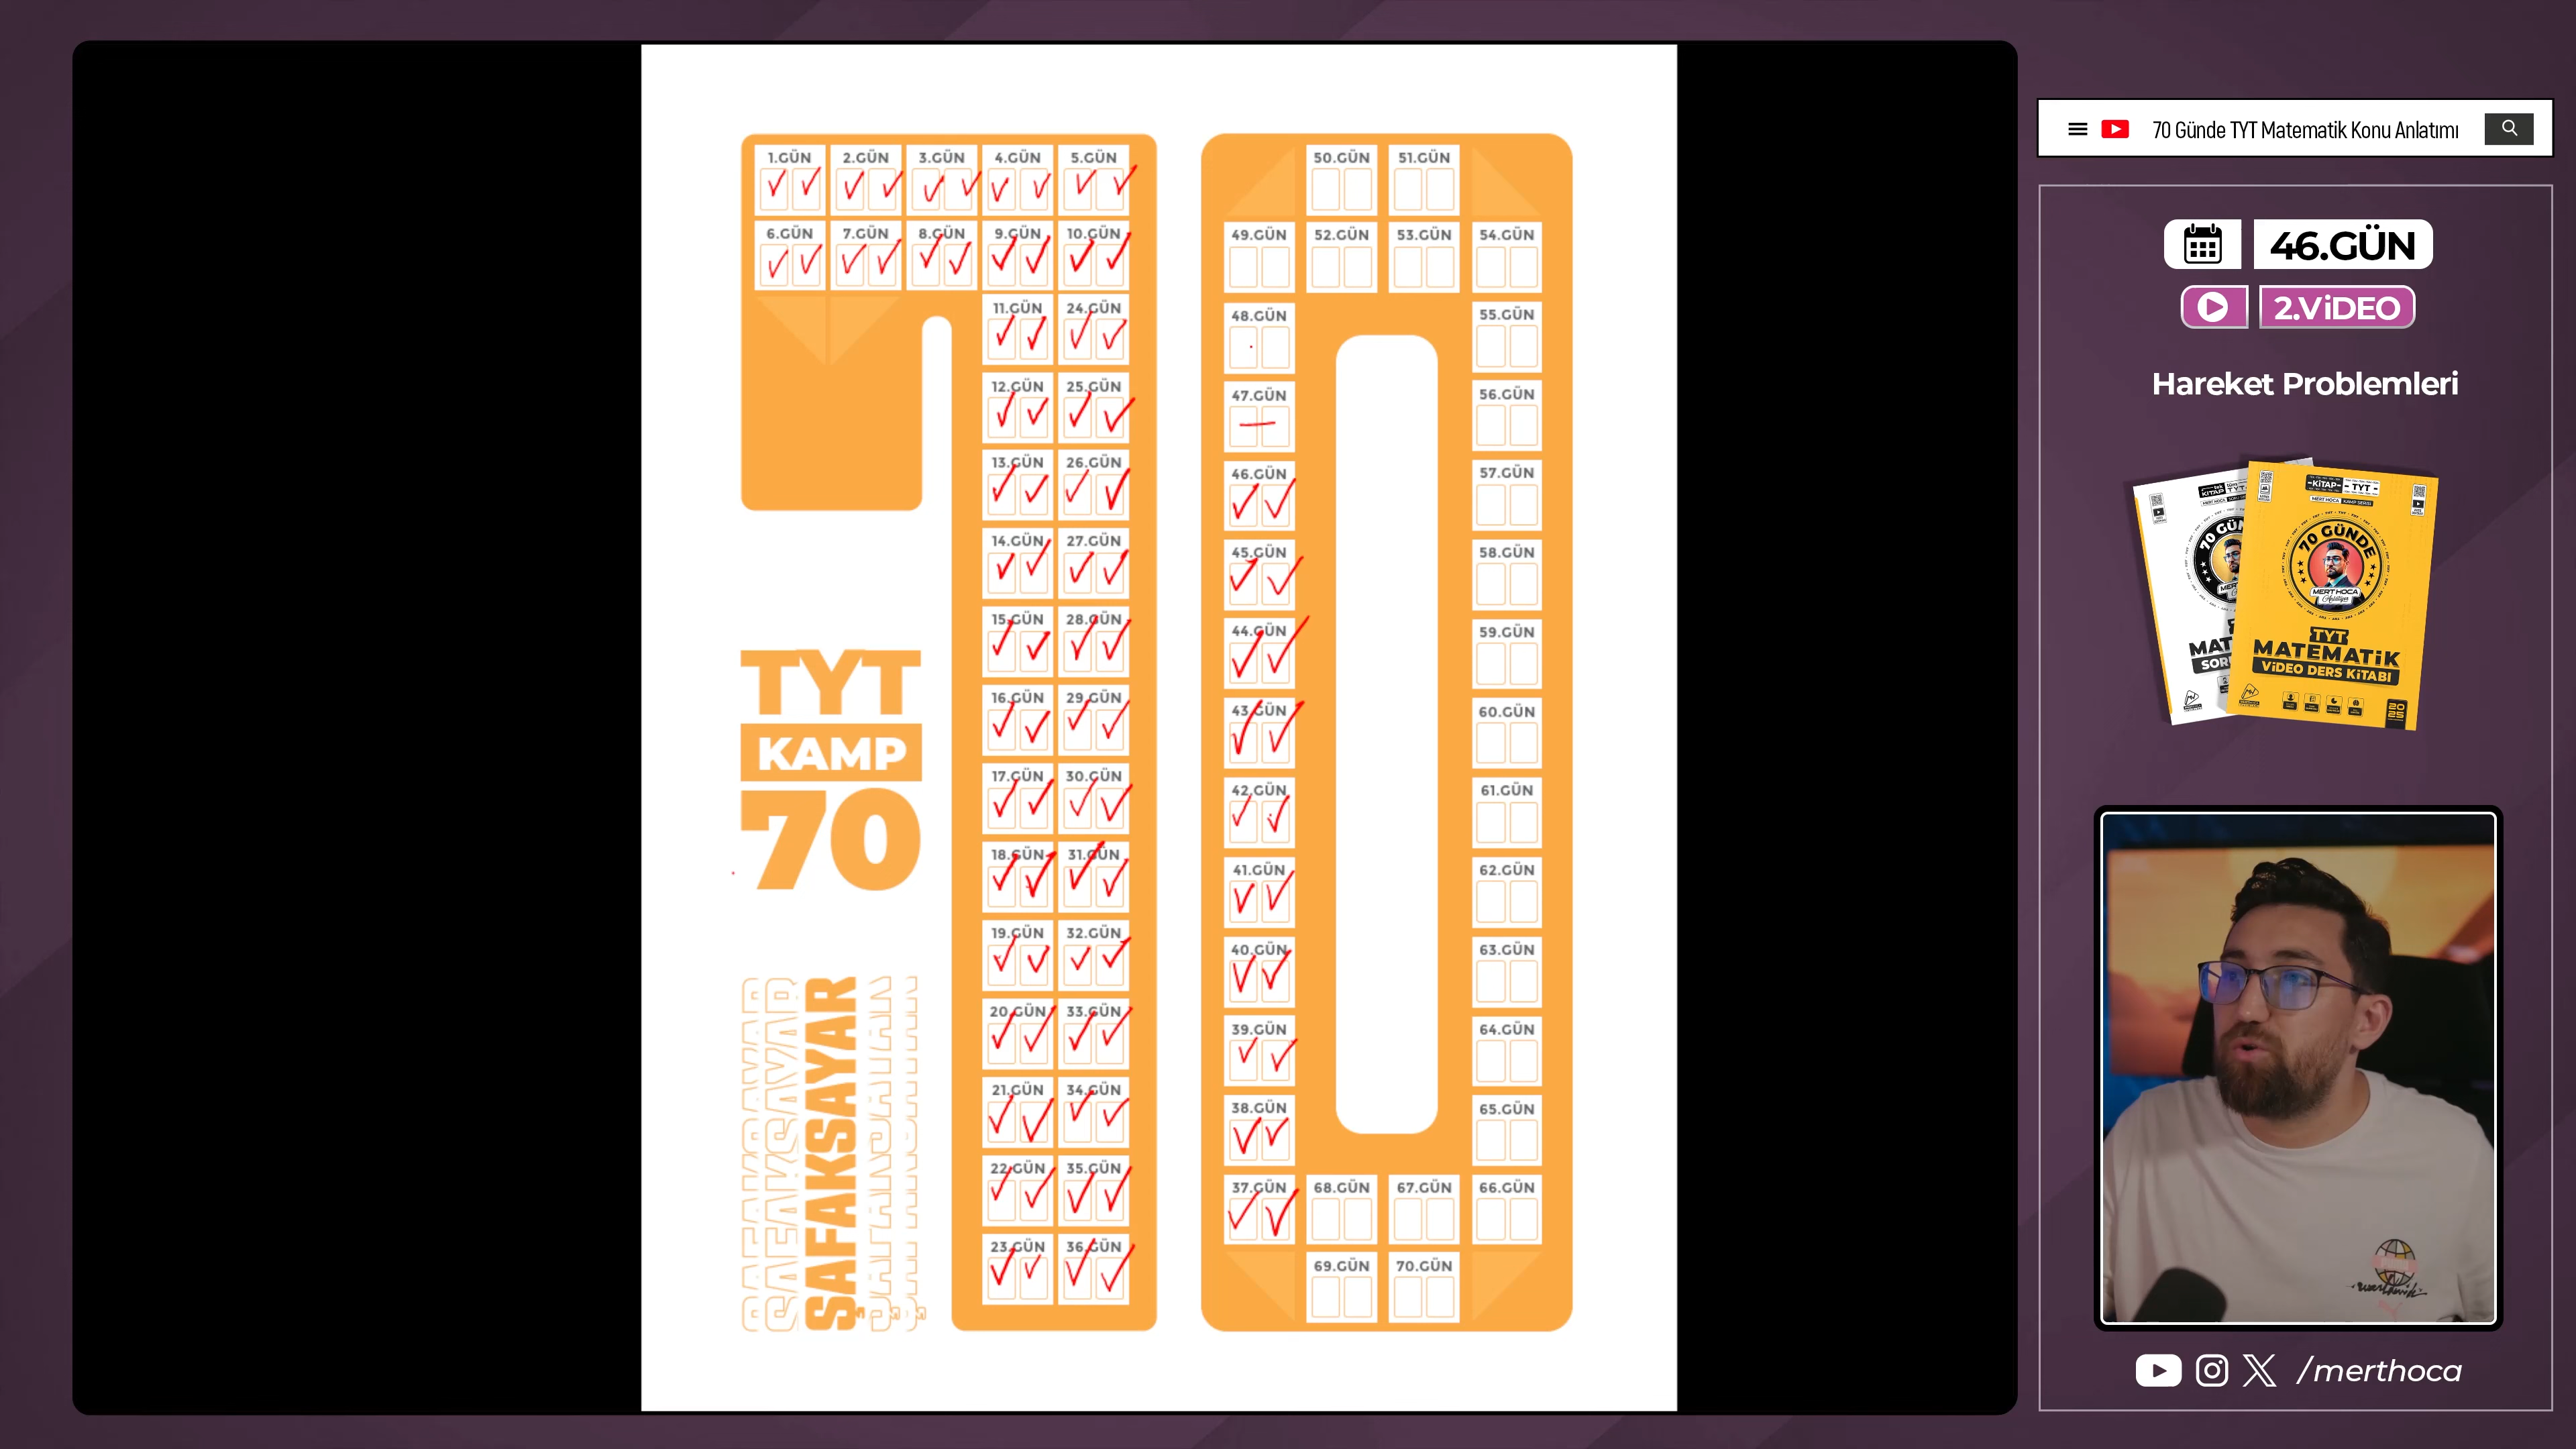 1.GÜN 2.GÜN 3.GÜN 4.GÜN 5.GÜN
6.GÜN 7.GÜN 8.GÜN 9.GÜN 10.GÜN
11.GÜN 24.GÜN
12.GÜN 25.GÜN
13.GÜN 26.GÜN
14.GÜN 27.GÜN
15.GÜN 28.GÜN
16.GÜN 29.GÜN
17.GÜN 30.GÜN
18.GÜN 31.GÜN
19.GÜN 32.GÜN
20.GÜN 33.GÜN
21.GÜN 34.GÜN
22.GÜN 35.GÜN
23.GÜN 36.GÜN
TYT
KAMP
70
ŞAFAKSAYAR
50.GÜN 51.GÜN
49.GÜN 52.GÜN 53.GÜN 54.GÜN
48.GÜN 55.GÜN
47.GÜN 56.GÜN
46.GÜN 57.GÜN
45.GÜN 58.GÜN
44.GÜN 59.GÜN
43.GÜN 60.GÜN
42.GÜN 61.GÜN
41.GÜN 62.GÜN
40.GÜN 63.GÜN
39.GÜN 64.GÜN
38.GÜN 65.GÜN
37.GÜN 68.GÜN 67.GÜN 66.GÜN
69.GÜN 70.GÜN
70 Günde TYT Matematik Konu Anlatımı
46.GÜN
2.ViDEO
Hareket Problemleri
KiTAP TYT
70 GÜNDE
MERT HOCA
TYT
MATEMATiK
ViDEO DERS KiTABI
2025
/merthoca